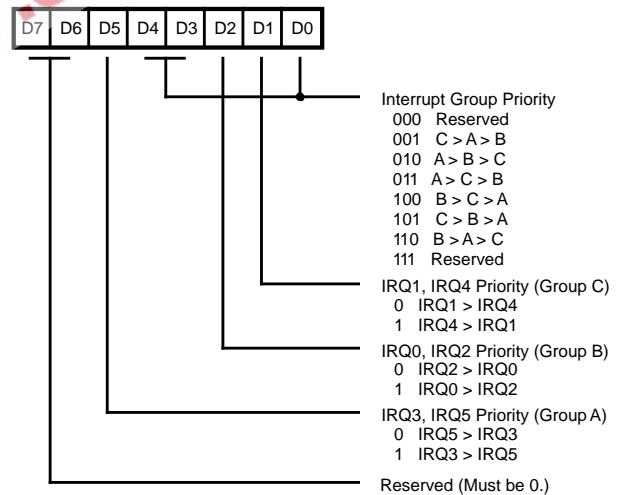 D7 D6 D5 D4 D3 D2 D1 D0
Interrupt Group Priority
000 Reserved
001 C > A > B
010 A > B > C
011 A > C > B
100 B > C > A
101 C > B > A
110 B > A > C
111 Reserved
IRQ1, IRQ4 Priority (Group C)
0 IRQ1 > IRQ4
1 IRQ4 > IRQ1
IRQ0, IRQ2 Priority (Group B)
0 IRQ2 > IRQ0
1 IRQ0 > IRQ2
IRQ3, IRQ5 Priority (Group A)
0 IRQ5 > IRQ3
1 IRQ3 > IRQ5
Reserved (Must be 0.)